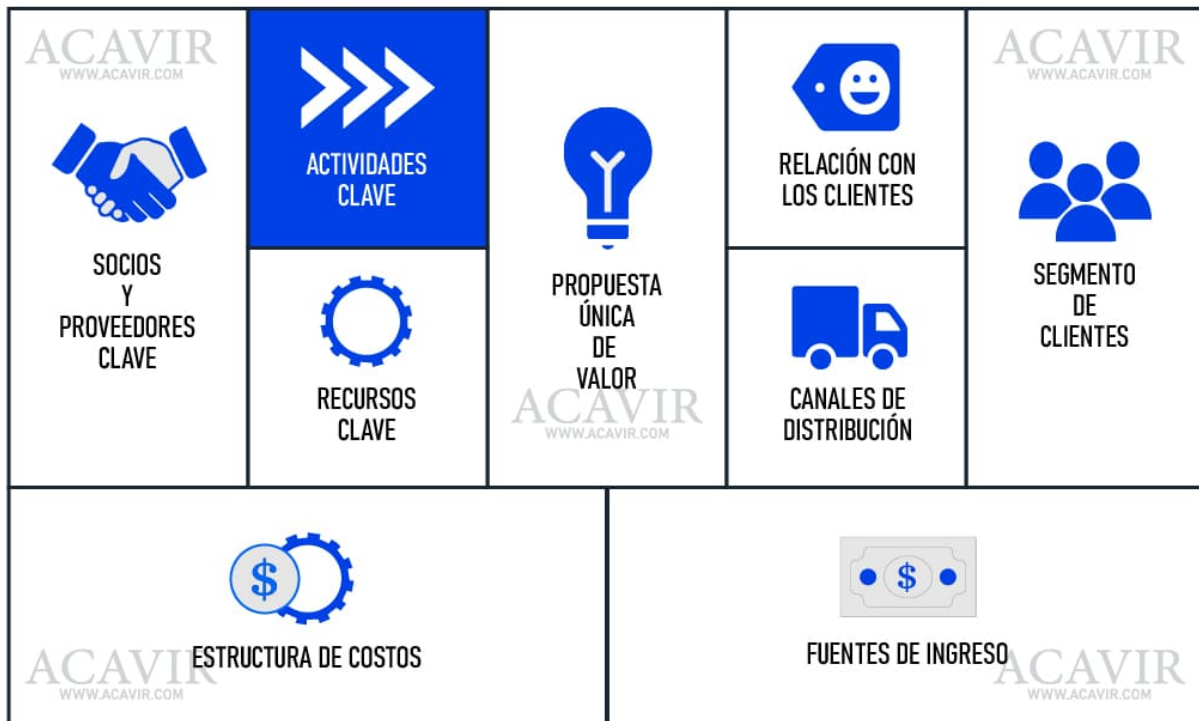 ACAVIR
WWW.ACAVIR.COM
SOCIOS
Y
PROVEEDORES
CLAVE
ACTIVIDADES
CLAVE
RECURSOS
CLAVE
PROPUESTA
ÚNICA
DE
VALOR
ACAVIR
WWW.ACAVIR.COM
RELACIÓN CON
LOS CLIENTES
CANALES DE
DISTRIBUCIÓN
ACAVIR
WWW.ACAVIR.COM
SEGMENTO
DE
CLIENTES
$
ESTRUCTURA DE COSTOS
ACAVIR
WWW.ACAVIR.COM
$
FUENTES DE INGRESO
ACAVIR
WWW.ACAVIR.COM